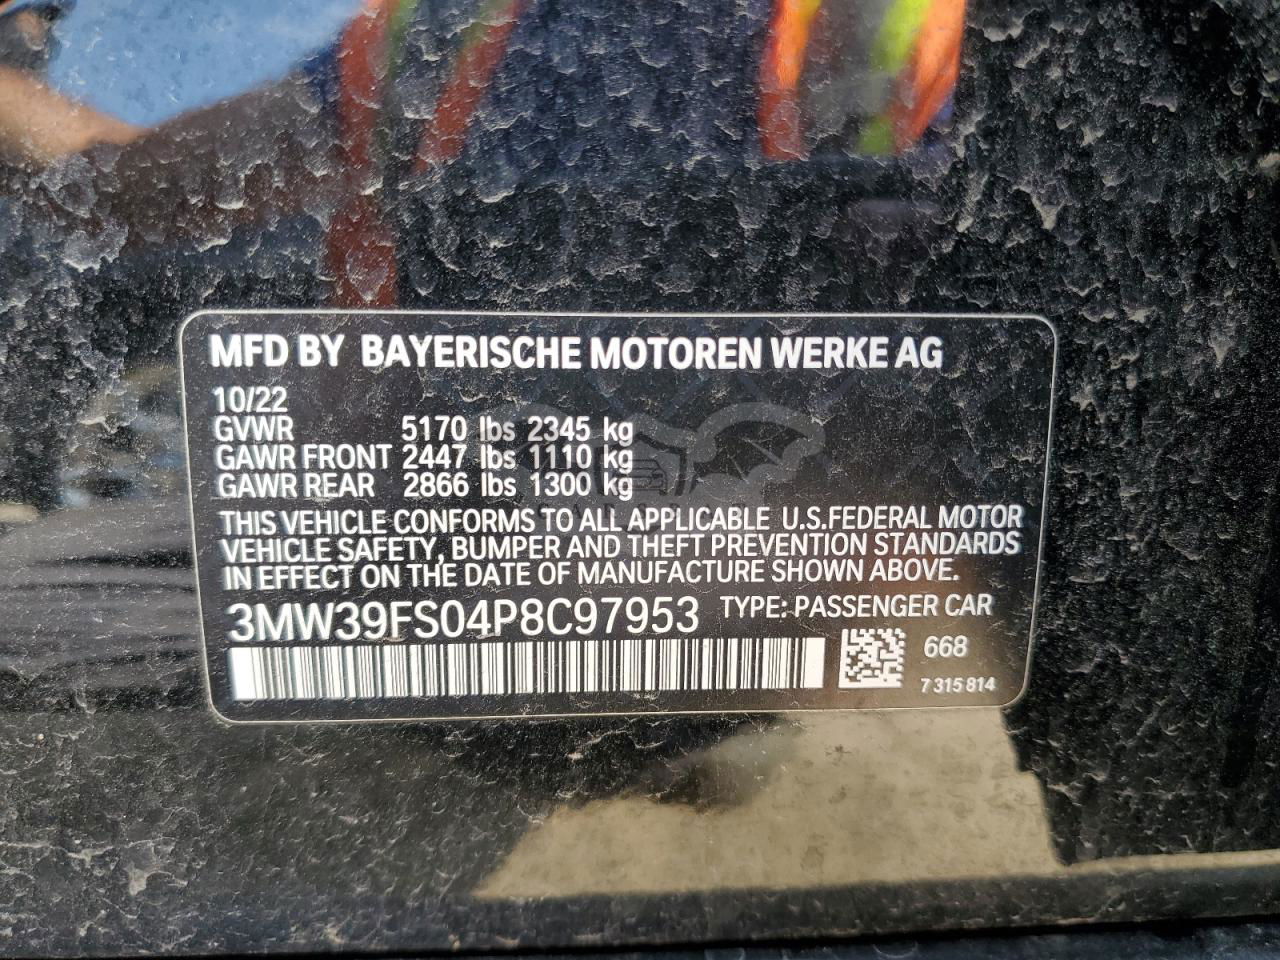 MFD BY BAYERISCHE MOTOREN WERKE AG
10/22
GVWR 5170 lbs 2345 kg
GAWR FRONT 2447 lbs 1110 kg
GAWR REAR 2866 lbs 1300 kg
THIS VEHICLE CONFORMS TO ALL APPLICABLE U.S.FEDERAL MOTOR
VEHICLE SAFETY, BUMPER AND THEFT PREVENTION STANDARDS
IN EFFECT ON THE DATE OF MANUFACTURE SHOWN ABOVE.
3MW39FS04P8C97953 TYPE: PASSENGER CAR
668
7 315 814